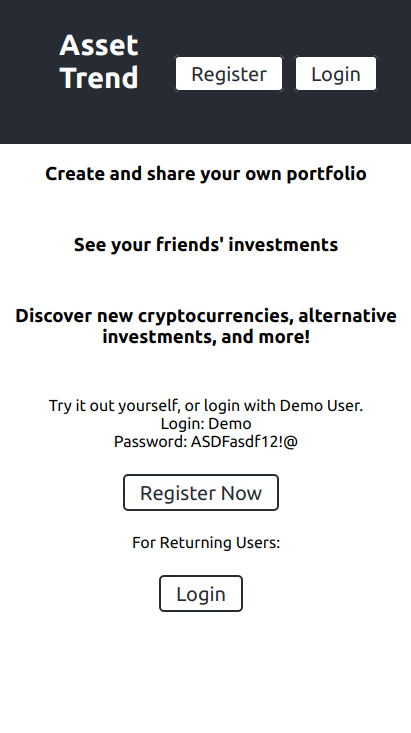 Asset
Trend
Register
Login
Create and share your own portfolio
See your friends' investments
Discover new cryptocurrencies, alternative
investments, and more!
Try it out yourself, or login with Demo User.
Login: Demo
Password: ASDFasdf12!@
Register Now
For Returning Users:
Login